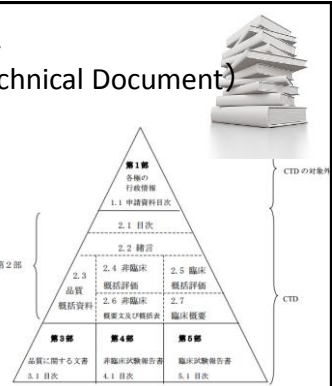 chnical Document）
第1部
各極の
行政情報
1.1 申請資料目次
CTD の対象外
2.1 目次
2.2 緒言
第2部
2.3
品質
概括資料
2.4 非臨床
概括評価
2.5 臨床
概括評価
2.6 非臨床
概要文及び概括表
2.7
臨床概要
CTD
第3部
品質に関する文書
3.1 目次
第4部
非臨床試験報告書
4.1 目次
第5部
臨床試験報告書
5.1 目次